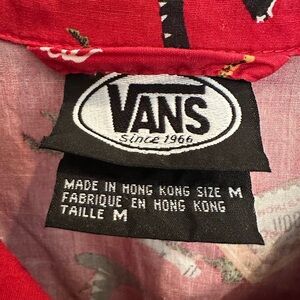 VANS
Since 1966
MADE IN HONG KONG SIZE M
FABRIQUE EN HONG KONG
TAILLE M